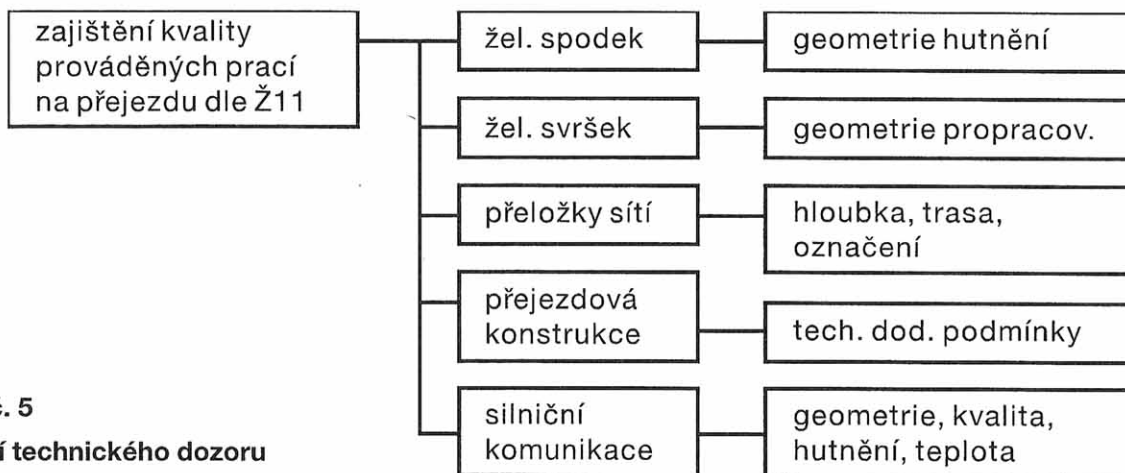 zajištění kvality
prováděných prací
na přejezdu dle Ž11
žel. spodek
geometrie hutnění
žel. svršek
geometrie propracov.
přeložky sítí
hloubka, trasa,
označení
přejezdová
konstrukce
tech. dod. podmínky
silniční
komunikace
geometrie, kvalita,
hutnění, teplota
č. 5
í technického dozoru